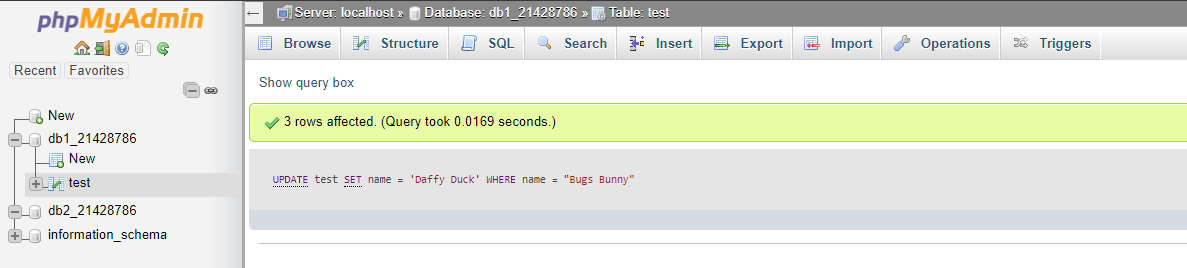 phpMyAdmin
Recent Favorites
New
db1_21428786
New
test
db2_21428786
information_schema
Server: localhost » Database: db1_21428786 » Table: test
Browse Structure SQL Search Insert Export Import Operations Triggers
Show query box
3 rows affected. (Query took 0.0169 seconds.)
UPDATE test SET name = 'Daffy Duck' WHERE name = "Bugs Bunny"